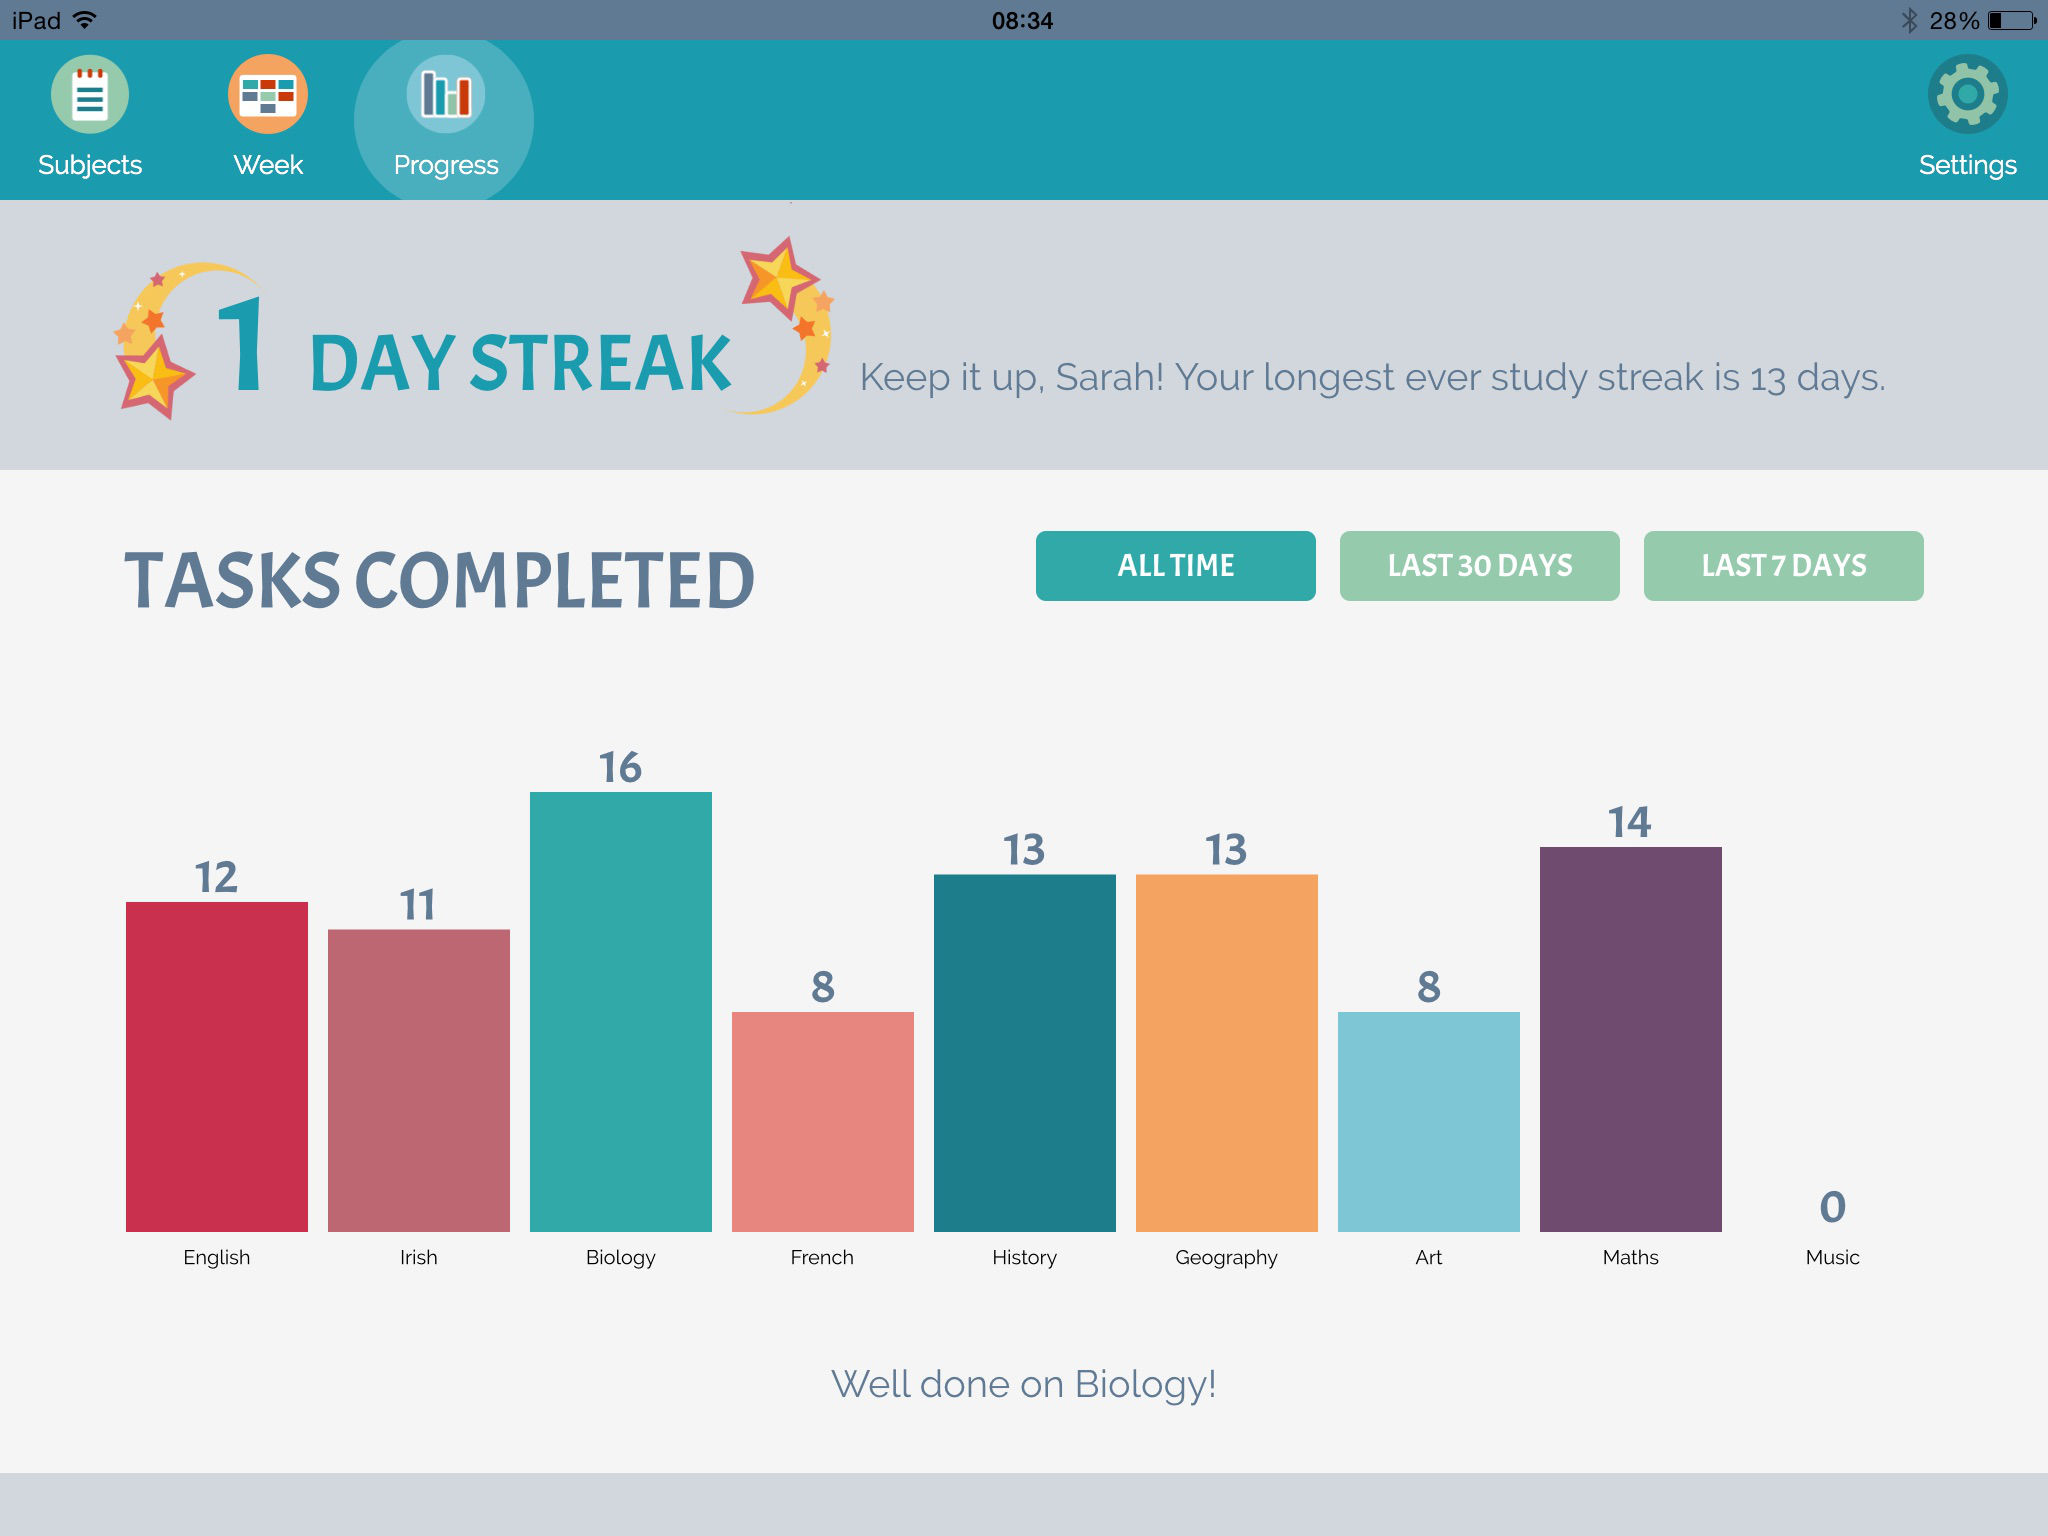 iPad 08:34 28%
Subjects Week Progress Settings
1 DAY STREAK
Keep it up, Sarah! Your longest ever study streak is 13 days.
TASKS COMPLETED
ALL TIME LAST 30 DAYS LAST 7 DAYS
12 11 16 8 13 13 8 14 0
English Irish Biology French History Geography Art Maths Music
Well done on Biology!